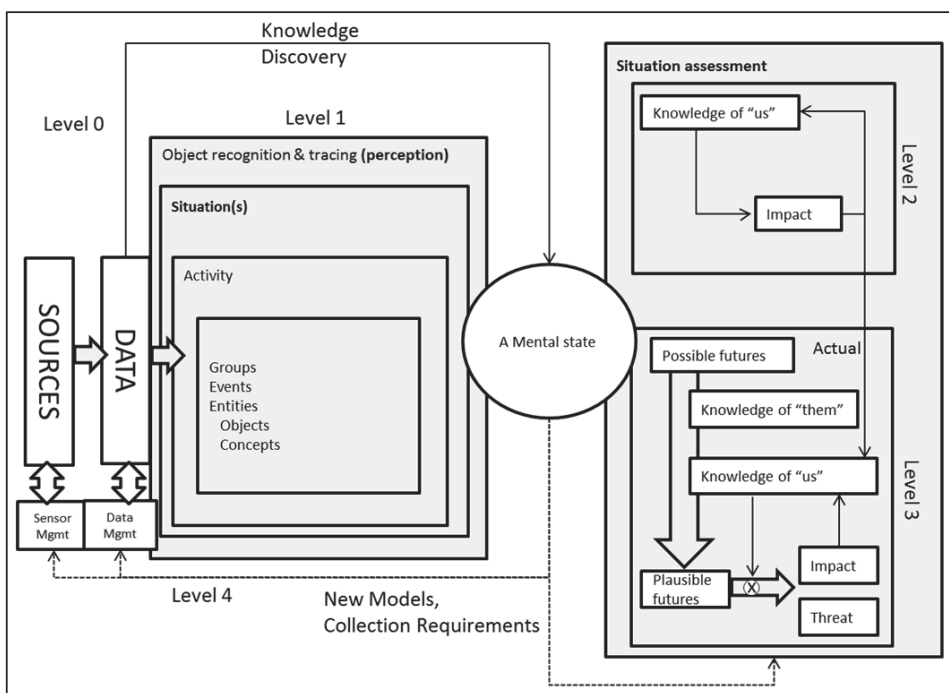 Knowledge
Discovery
Level 0
Level 1
Object recognition & tracing (perception)
Situation(s)
Activity
Groups
Events
Entities
Objects
Concepts
SOURCES
DATA
Sensor
Mgmt
Data
Mgmt
Level 4
New Models,
Collection Requirements
A Mental state
Situation assessment
Knowledge of “us”
Impact
Level 2
Possible futures
Actual
Knowledge of “them”
Knowledge of “us”
Level 3
Plausible
futures
X
Impact
Threat